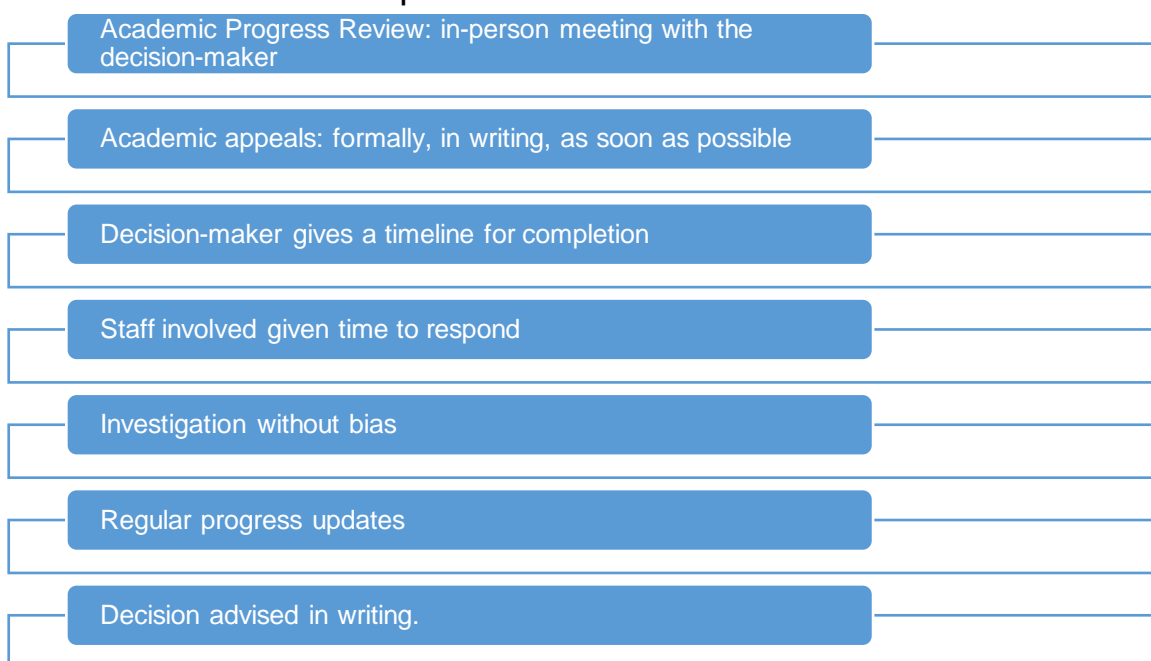 Academic Progress Review: in-person meeting with the
decision-maker
Academic appeals: formally, in writing, as soon as possible
Decision-maker gives a timeline for completion
Staff involved given time to respond
Investigation without bias
Regular progress updates
Decision advised in writing.